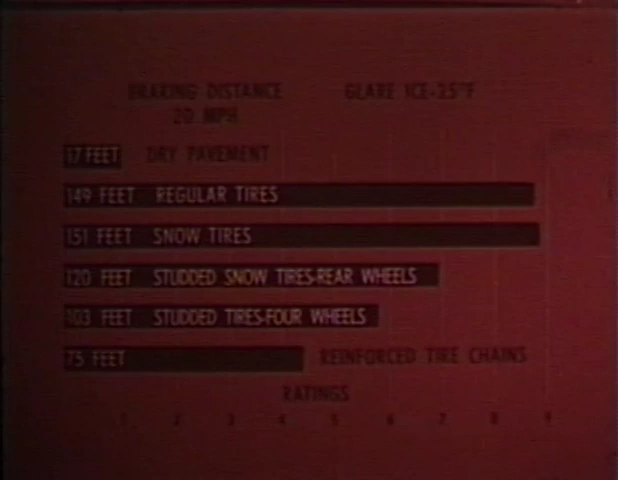 BRAKING DISTANCE GLARE ICE-25°F
20 MPH
17 FEET DRY PAVEMENT
149 FEET REGULAR TIRES
151 FEET SNOW TIRES
120 FEET STUDDED SNOW TIRES-REAR WHEELS
103 FEET STUDDED TIRES-FOUR WHEELS
75 FEET REINFORCED TIRE CHAINS
RATINGS
1 2 3 4 5 6 7 8 9